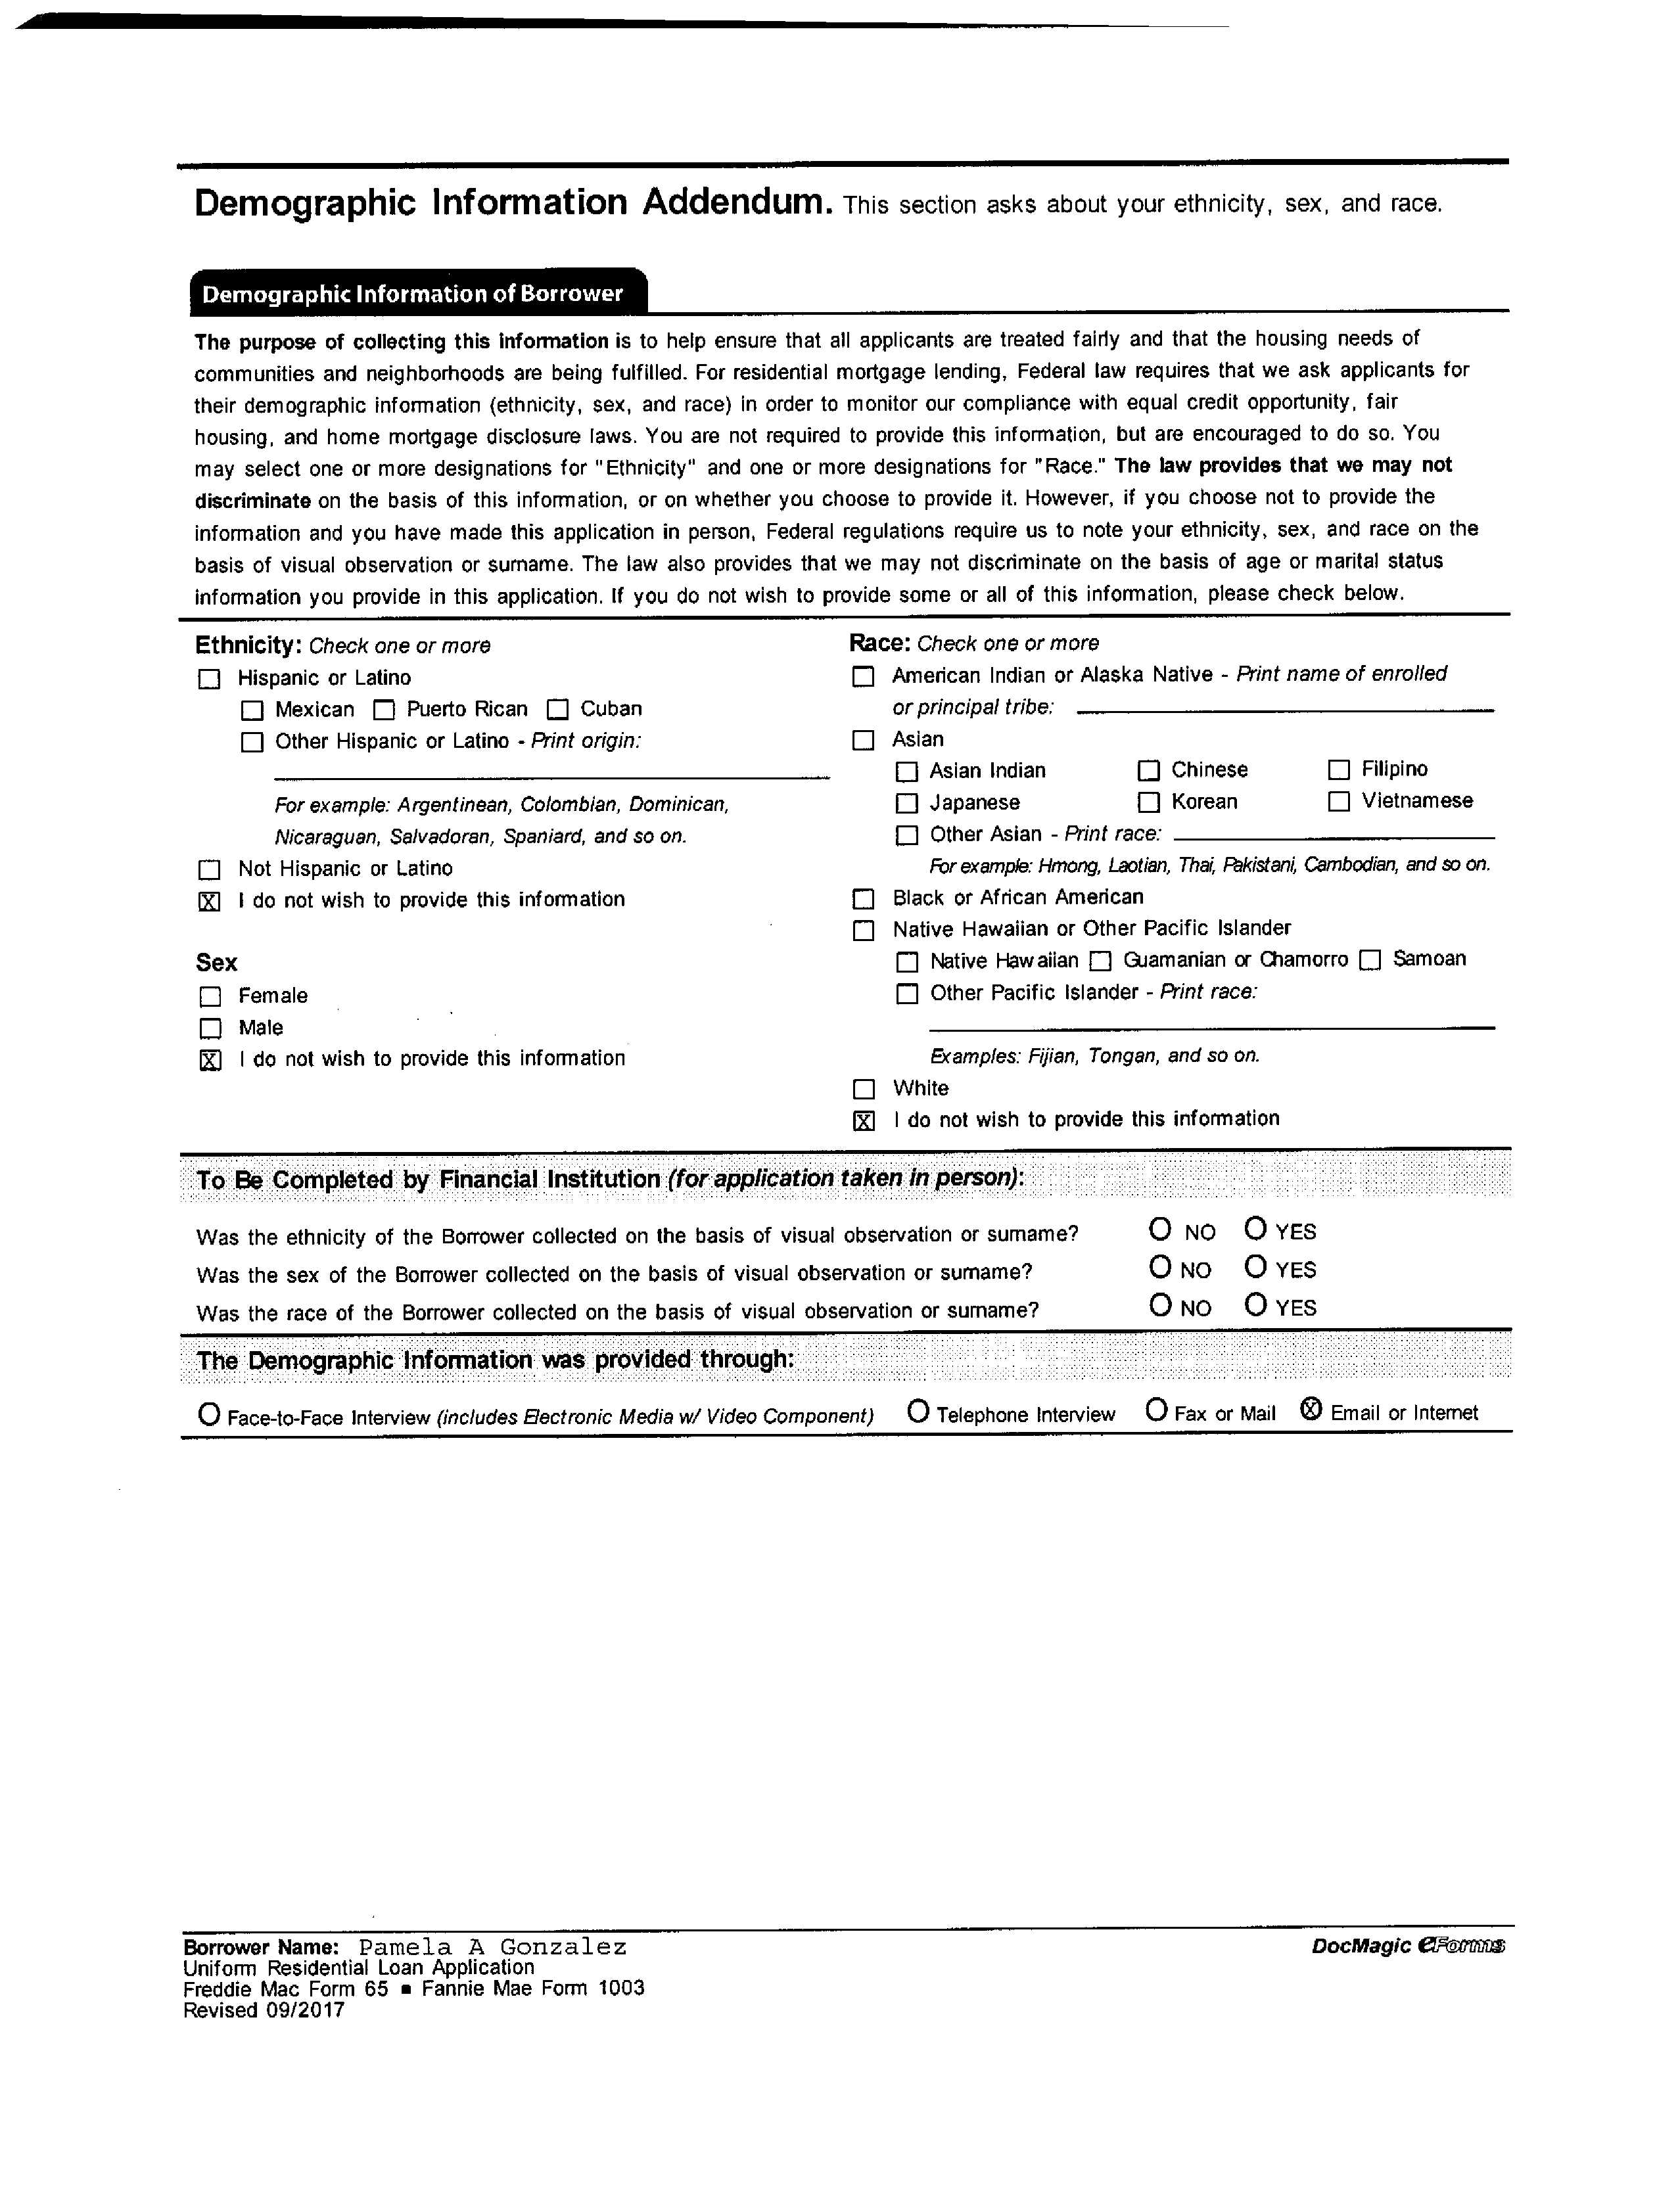 Demographic Information Addendum. This section asks about your ethnicity, sex, and race.
Demographic Information of Borrower
The purpose of collecting this information is to help ensure that all applicants are treated fairly and that the housing needs of
communities and neighborhoods are being fulfilled. For residential mortgage lending, Federal law requires that we ask applicants for
their demographic information (ethnicity, sex, and race) in order to monitor our compliance with equal credit opportunity, fair
housing, and home mortgage disclosure laws. You are not required to provide this information, but are encouraged to do so. You
may select one or more designations for "Ethnicity" and one or more designations for "Race." The law provides that we may not
discriminate on the basis of this information, or on whether you choose to provide it. However, if you choose not to provide the
information and you have made this application in person, Federal regulations require us to note your ethnicity, sex, and race on the
basis of visual observation or surname. The law also provides that we may not discriminate on the basis of age or marital status
information you provide in this application. If you do not wish to provide some or all of this information, please check below.
Ethnicity: Check one or more
☐ Hispanic or Latino
☐ Mexican ☐ Puerto Rican ☐ Cuban
☐ Other Hispanic or Latino - Print origin:
For example: Argentinean, Colombian, Dominican,
Nicaraguan, Salvadoran, Spaniard, and so on.
☐ Not Hispanic or Latino
☒ I do not wish to provide this information
Sex
☐ Female
☐ Male
☒ I do not wish to provide this information
Race: Check one or more
☐ American Indian or Alaska Native - Print name of enrolled
or principal tribe:
☐ Asian
☐ Asian Indian ☐ Chinese ☐ Filipino
☐ Japanese ☐ Korean ☐ Vietnamese
☐ Other Asian - Print race:
For example: Hmong, Laotian, Thai, Pakistani, Cambodian, and so on.
☐ Black or African American
☐ Native Hawaiian or Other Pacific Islander
☐ Native Hawaiian ☐ Guamanian or Chamorro ☐ Samoan
☐ Other Pacific Islander - Print race:
Examples: Fijian, Tongan, and so on.
☐ White
☒ I do not wish to provide this information
To Be Completed by Financial Institution (for application taken in person):
Was the ethnicity of the Borrower collected on the basis of visual observation or surname? O NO O YES
Was the sex of the Borrower collected on the basis of visual observation or surname? O NO O YES
Was the race of the Borrower collected on the basis of visual observation or surname? O NO O YES
The Demographic Information was provided through:
O Face-to-Face Interview (includes Electronic Media w/ Video Component) O Telephone Interview O Fax or Mail ⊗ Email or Internet
Borrower Name: Pamela A Gonzalez
Uniform Residential Loan Application
Freddie Mac Form 65 ■ Fannie Mae Form 1003
Revised 09/2017
DocMagic eForms